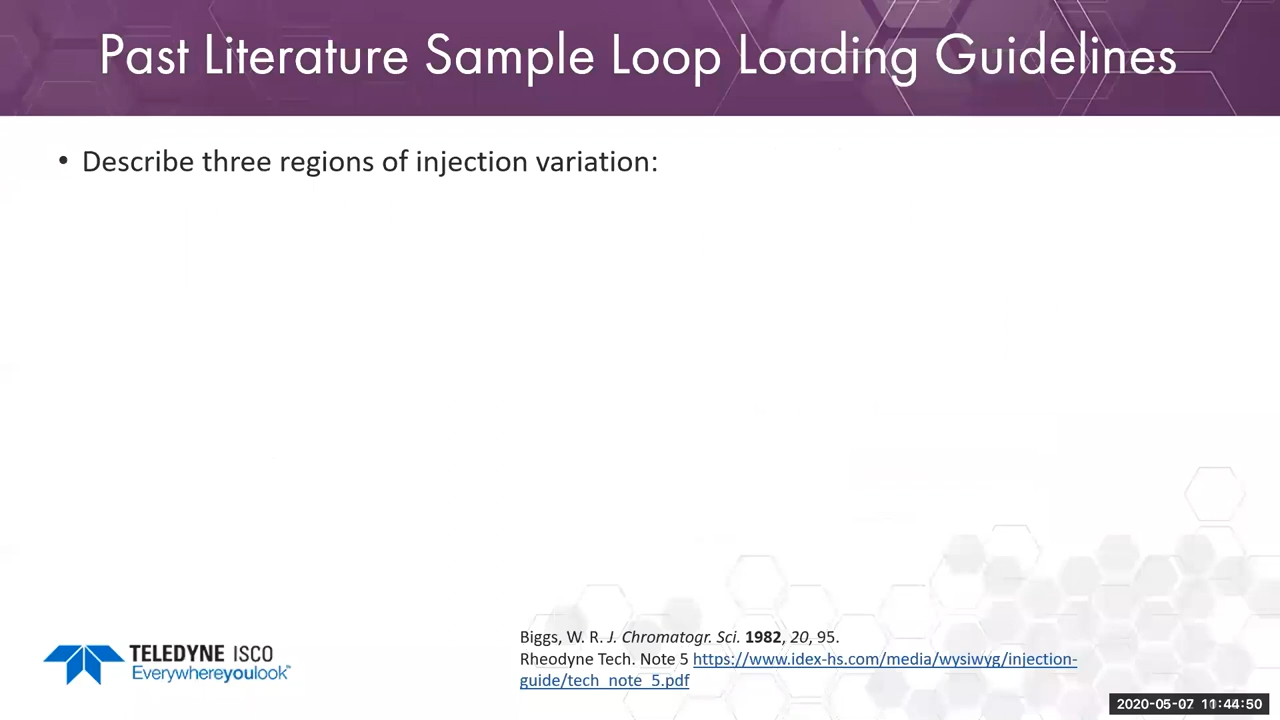 Past Literature Sample Loop Loading Guidelines
• Describe three regions of injection variation:
Biggs, W. R. J. Chromatogr. Sci. 1982, 20, 95.
Rheodyne Tech. Note 5 https://www.idex-hs.com/media/wysiwyg/injection-
guide/tech_note_5.pdf
TELEDYNE ISCO
Everywhereyoulook™
2020-05-07 11:44:50